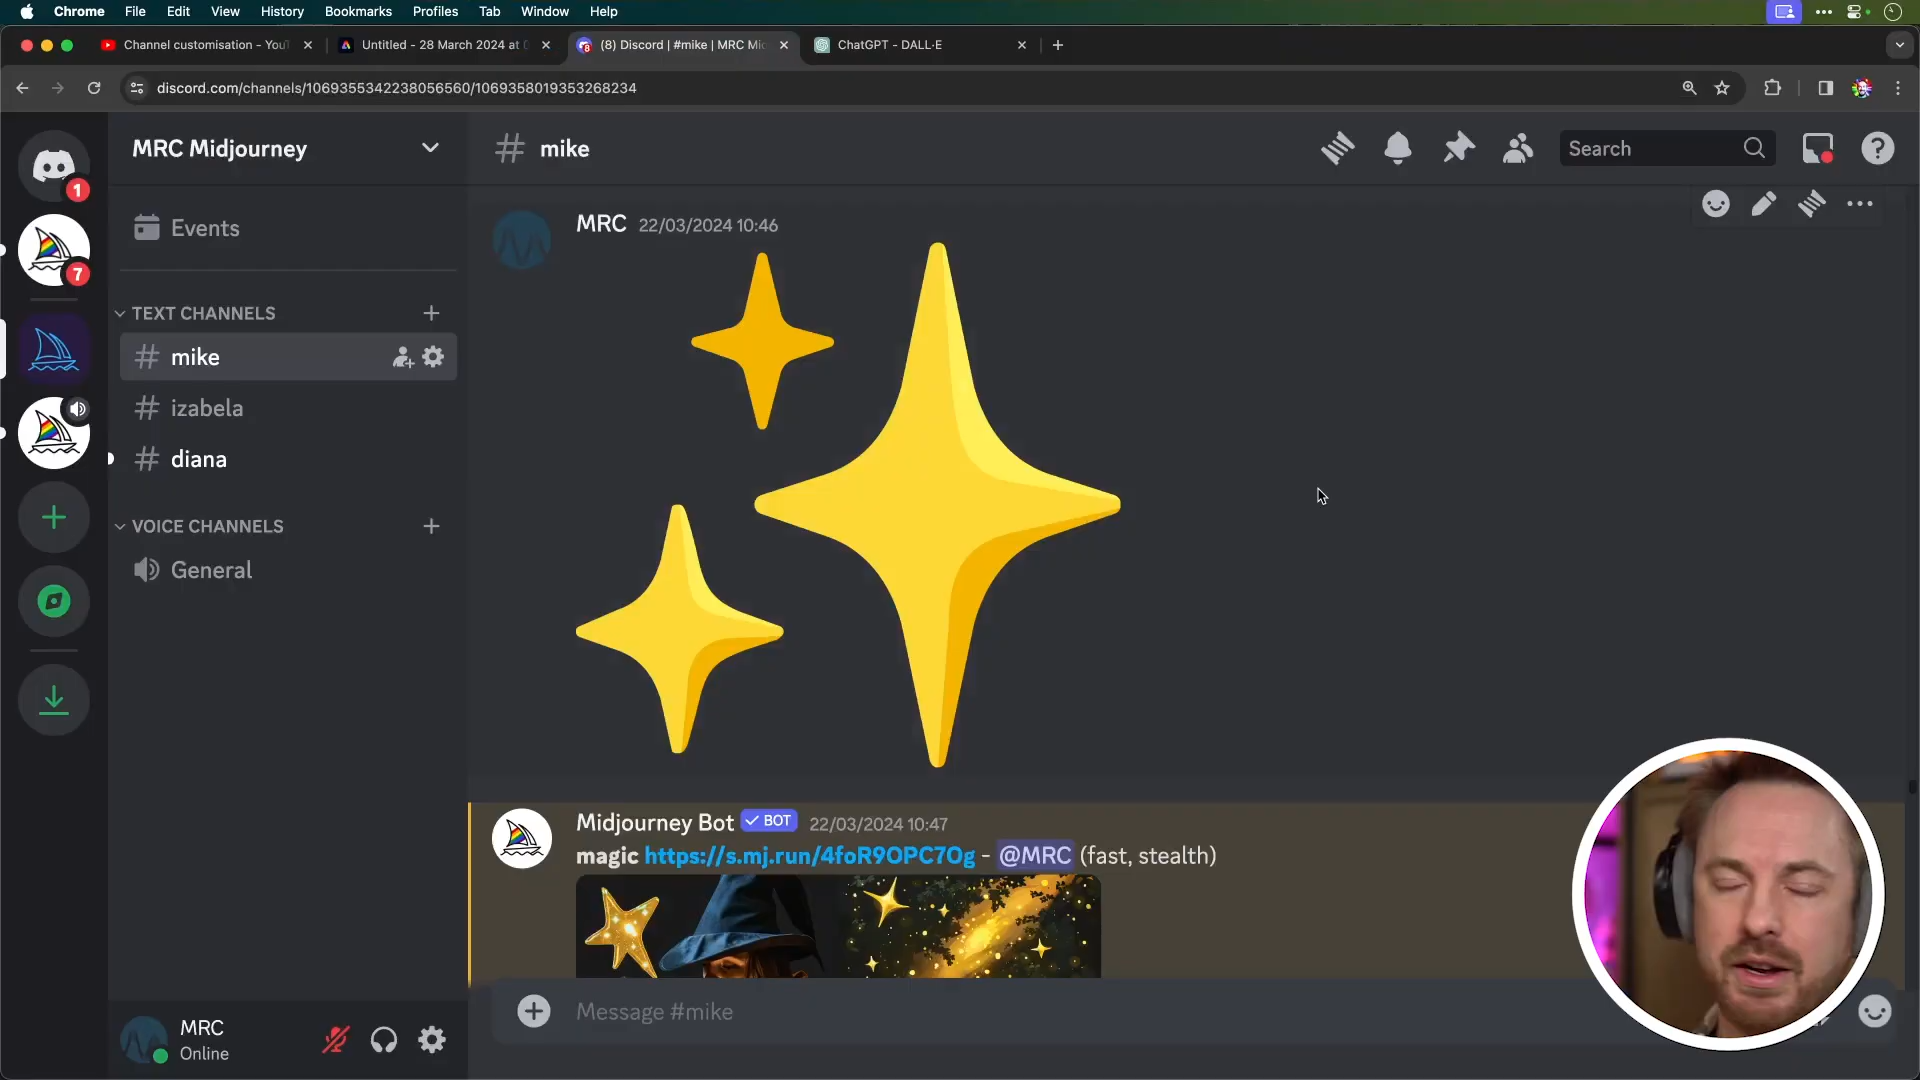 Chrome File Edit View History Bookmarks Profiles Tab Window Help
Channel customisation - You
Untitled - 28 March 2024 at
(8) Discord | #mike | MRC Mi
ChatGPT - DALL·E
discord.com/channels/1069355342238056560/1069358019353268234
MRC Midjourney
# mike
Search
1
7
Events
TEXT CHANNELS
# mike
# izabela
# diana
VOICE CHANNELS
General
MRC 22/03/2024 10:46
Midjourney Bot BOT 22/03/2024 10:47
magic https://s.mj.run/4foR9OPC7Og - @MRC (fast, stealth)
Message #mike
MRC
Online